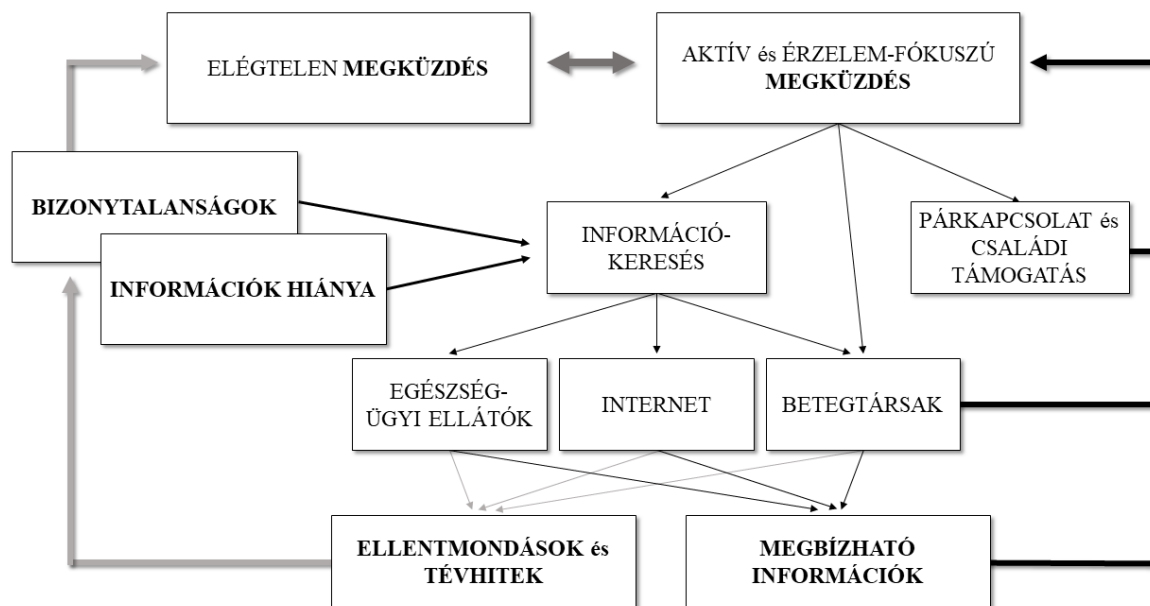 ELÉGTELEN MEGKÜZDÉS
AKTÍV és ÉRZELEM-FÓKUSZÚ
MEGKÜZDÉS
BIZONYTALANSÁGOK
INFORMÁCIÓK HIÁNYA
INFORMÁCIÓ-
KERESÉS
PÁRKAPCSOLAT és
CSALÁDI
TÁMOGATÁS
EGÉSZSÉG-
ÜGYI ELLÁTÓK
INTERNET
BETEGTÁRSAK
ELLENTMONDÁSOK és
TÉVHITEK
MEGBÍZHATÓ
INFORMÁCIÓK